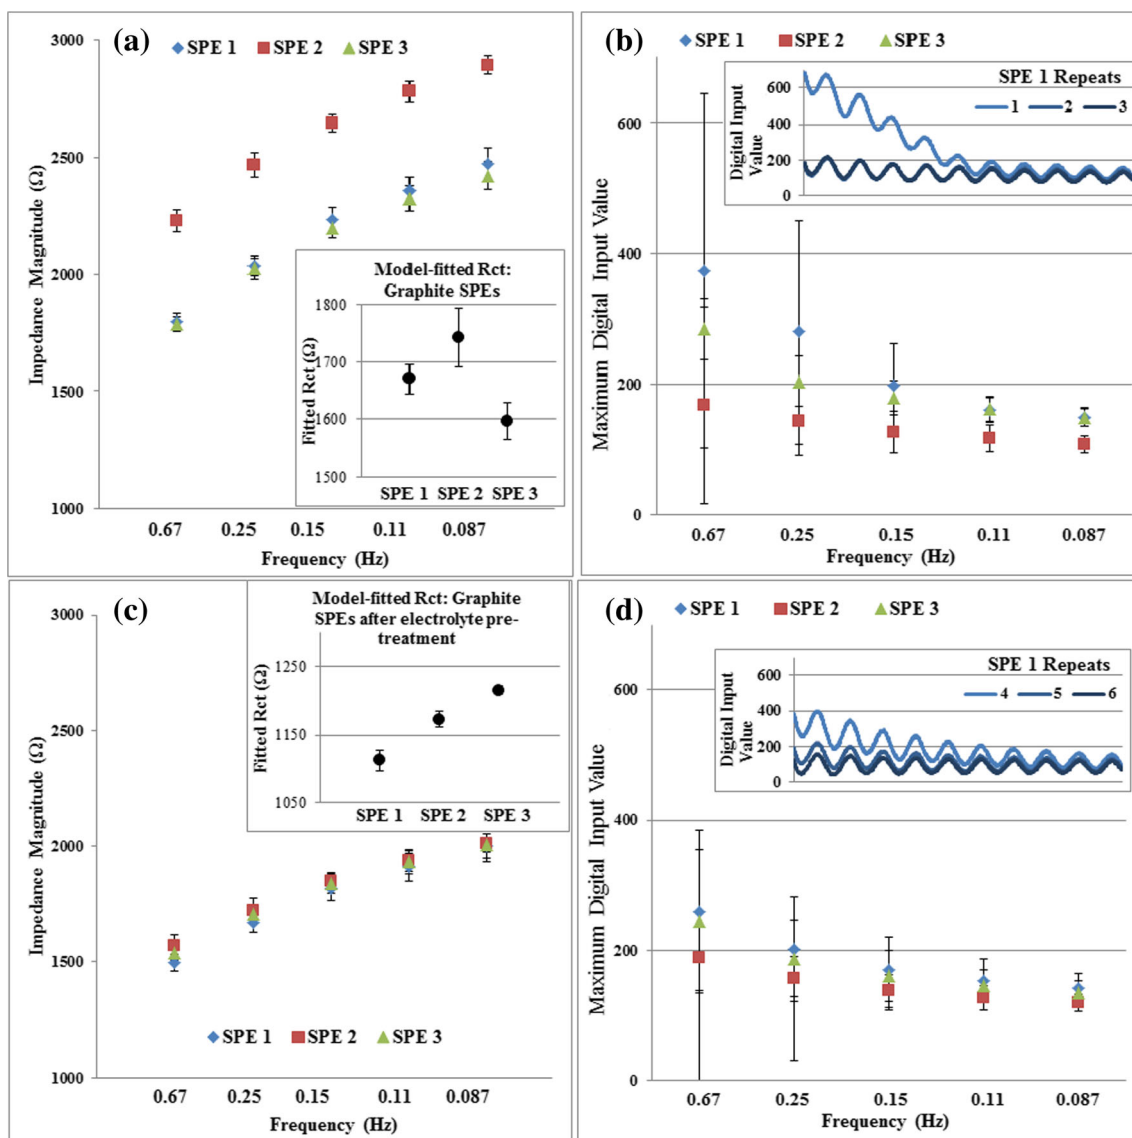 (a)
SPE 1 SPE 2 SPE 3
Impedance Magnitude (Ω)
3000
2500
2000
1500
1000
0.67 0.25 0.15 0.11 0.087
Frequency (Hz)
Model-fitted Rct:
Graphite SPEs
Fitted Rct (Ω)
1800
1700
1600
1500
SPE 1 SPE 2 SPE 3
(b)
SPE 1 SPE 2 SPE 3
Maximum Digital Input Value
600
400
200
0
0.67 0.25 0.15 0.11 0.087
Frequency (Hz)
SPE 1 Repeats
1 2 3
Digital Input
Value
600
400
200
0
(c)
Impedance Magnitude (Ω)
3000
2500
2000
1500
1000
SPE 1 SPE 2 SPE 3
0.67 0.25 0.15 0.11 0.087
Frequency (Hz)
Model-fitted Rct: Graphite
SPEs after electrolyte pre-
treatment
Fitted Rct (Ω)
1250
1150
1050
SPE 1 SPE 2 SPE 3
(d)
SPE 1 SPE 2 SPE 3
Maximum Digital Input Value
600
400
200
0
0.67 0.25 0.15 0.11 0.087
Frequency (Hz)
SPE 1 Repeats
4 5 6
Digital Input
Value
600
400
200
0